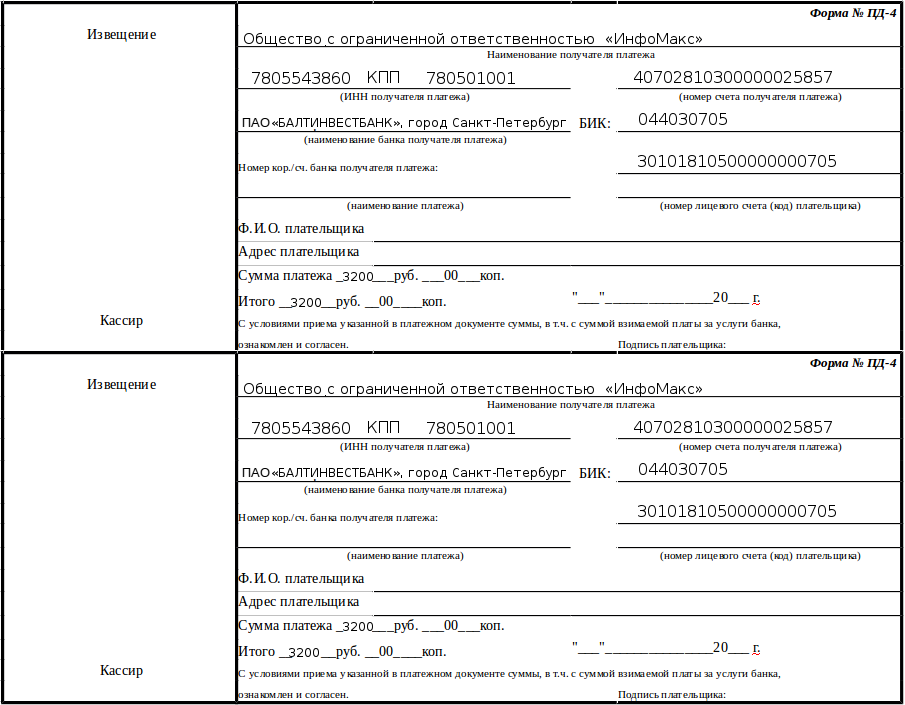 Форма № ПД-4
Извещение
Общество с ограниченной ответственностью «ИнфоМакс»
Наименование получателя платежа
7805543860 КПП 780501001 40702810300000025857
(ИНН получателя платежа) (номер счета получателя платежа)
ПАО«БАЛТИНВЕСТБАНК», город Санкт-Петербург БИК: 044030705
(наименование банка получателя платежа)
Номер кор./сч. банка получателя платежа: 30101810500000000705
(наименование платежа) (номер лицевого счета (код) плательщика)
Ф.И.О. плательщика
Адрес плательщика
Сумма платежа _3200___руб. ___00___коп.
Итого __3200__руб. __00____коп. "___"_______________20___ г.
Кассир
С условиями приема указанной в платежном документе суммы, в т.ч. с суммой взимаемой платы за услуги банка,
ознакомлен и согласен. Подпись плательщика:
Форма № ПД-4
Извещение
Общество с ограниченной ответственностью «ИнфоМакс»
Наименование получателя платежа
7805543860 КПП 780501001 40702810300000025857
(ИНН получателя платежа) (номер счета получателя платежа)
ПАО«БАЛТИНВЕСТБАНК», город Санкт-Петербург БИК: 044030705
(наименование банка получателя платежа)
Номер кор./сч. банка получателя платежа: 30101810500000000705
(наименование платежа) (номер лицевого счета (код) плательщика)
Ф.И.О. плательщика
Адрес плательщика
Сумма платежа _3200___руб. ___00___коп.
Итого __3200__руб. __00____коп. "___"_______________20___ г.
Кассир
С условиями приема указанной в платежном документе суммы, в т.ч. с суммой взимаемой платы за услуги банка,
ознакомлен и согласен. Подпись плательщика: